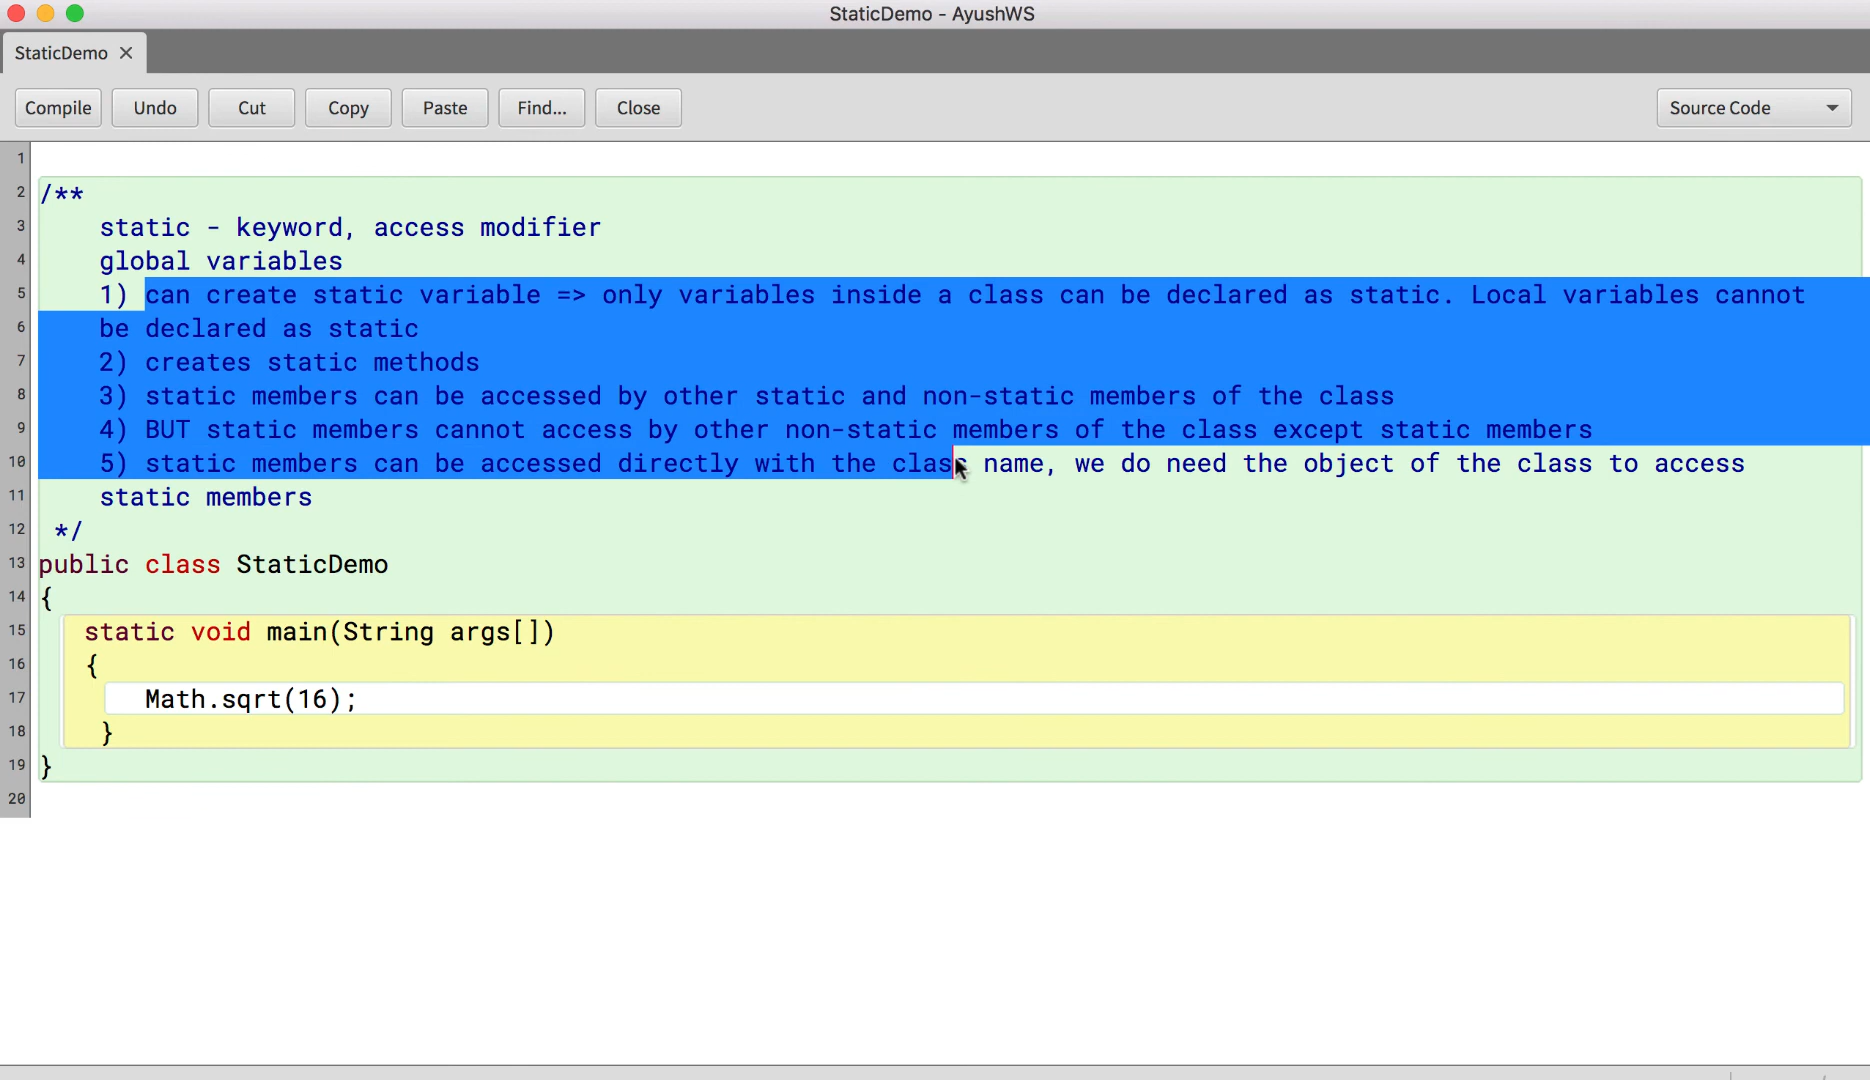 StaticDemo - AyushWS
StaticDemo ×
Compile Undo Cut Copy Paste Find... Close Source Code
1
2 /**
3 static - keyword, access modifier
4 global variables
5 1) can create static variable => only variables inside a class can be declared as static. Local variables cannot
6 be declared as static
7 2) creates static methods
8 3) static members can be accessed by other static and non-static members of the class
9 4) BUT static members cannot access by other non-static members of the class except static members
10 5) static members can be accessed directly with the class name, we do need the object of the class to access
11 static members
12 */
13 public class StaticDemo
14 {
15 static void main(String args[])
16 {
17 Math.sqrt(16);
18 }
19 }
20